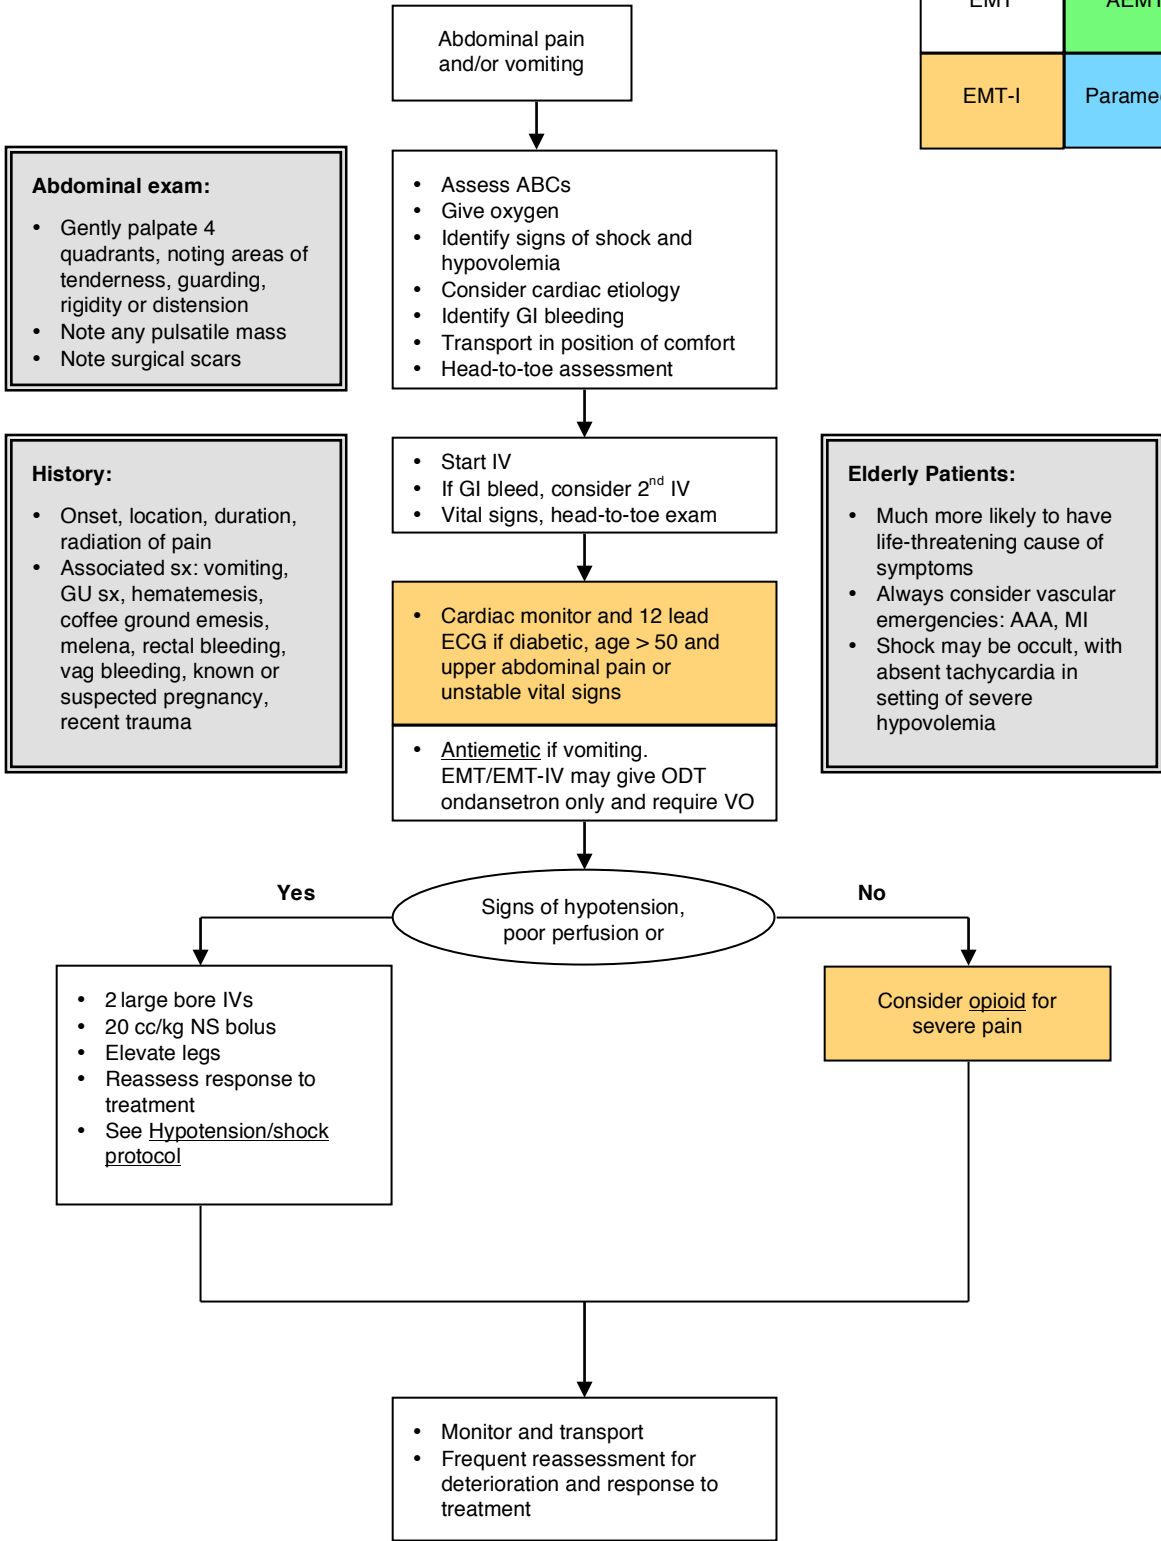 EMT
AEMT
EMT-I
Abdominal pain
and/or vomiting
Abdominal exam:
• Gently palpate 4
quadrants, noting areas of
tenderness, guarding,
rigidity or distension
• Note any pulsatile mass
• Note surgical scars
• Assess ABCs
• Give oxygen
• Identify signs of shock and
hypovolemia
• Consider cardiac etiology
• Identify GI bleeding
• Transport in position of comfort
• Head-to-toe assessment
History:
• Onset, location, duration,
radiation of pain
• Associated sx: vomiting,
GU sx, hematemesis,
coffee ground emesis,
melena, rectal bleeding,
vag bleeding, known or
suspected pregnancy,
recent trauma
• Start IV
• If GI bleed, consider 2nd IV
• Vital signs, head-to-toe exam
Elderly Patients:
• Much more likely to have
life-threatening cause of
symptoms
• Always consider vascular
emergencies: AAA, MI
• Shock may be occult, with
absent tachycardia in
setting of severe
hypovolemia
• Cardiac monitor and 12 lead
ECG if diabetic, age > 50 and
upper abdominal pain or
unstable vital signs
• Antiemetic if vomiting.
EMT/EMT-IV may give ODT
ondansetron only and require VO
Yes
Signs of hypotension,
poor perfusion or
No
• 2 large bore IVs
• 20 cc/kg NS bolus
• Elevate legs
• Reassess response to
treatment
• See Hypotension/shock
protocol
Consider opioid for
severe pain
• Monitor and transport
• Frequent reassessment for
deterioration and response to
treatment